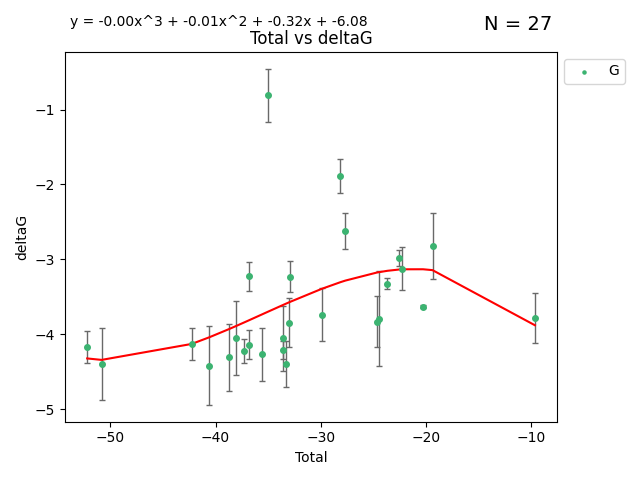 y = -0.00x^3 + -0.01x^2 + -0.32x + -6.08
N = 27
Total vs deltaG
G
−1
−2
−3
−4
−5
deltaG
−50
−40
−30
−20
−10
Total